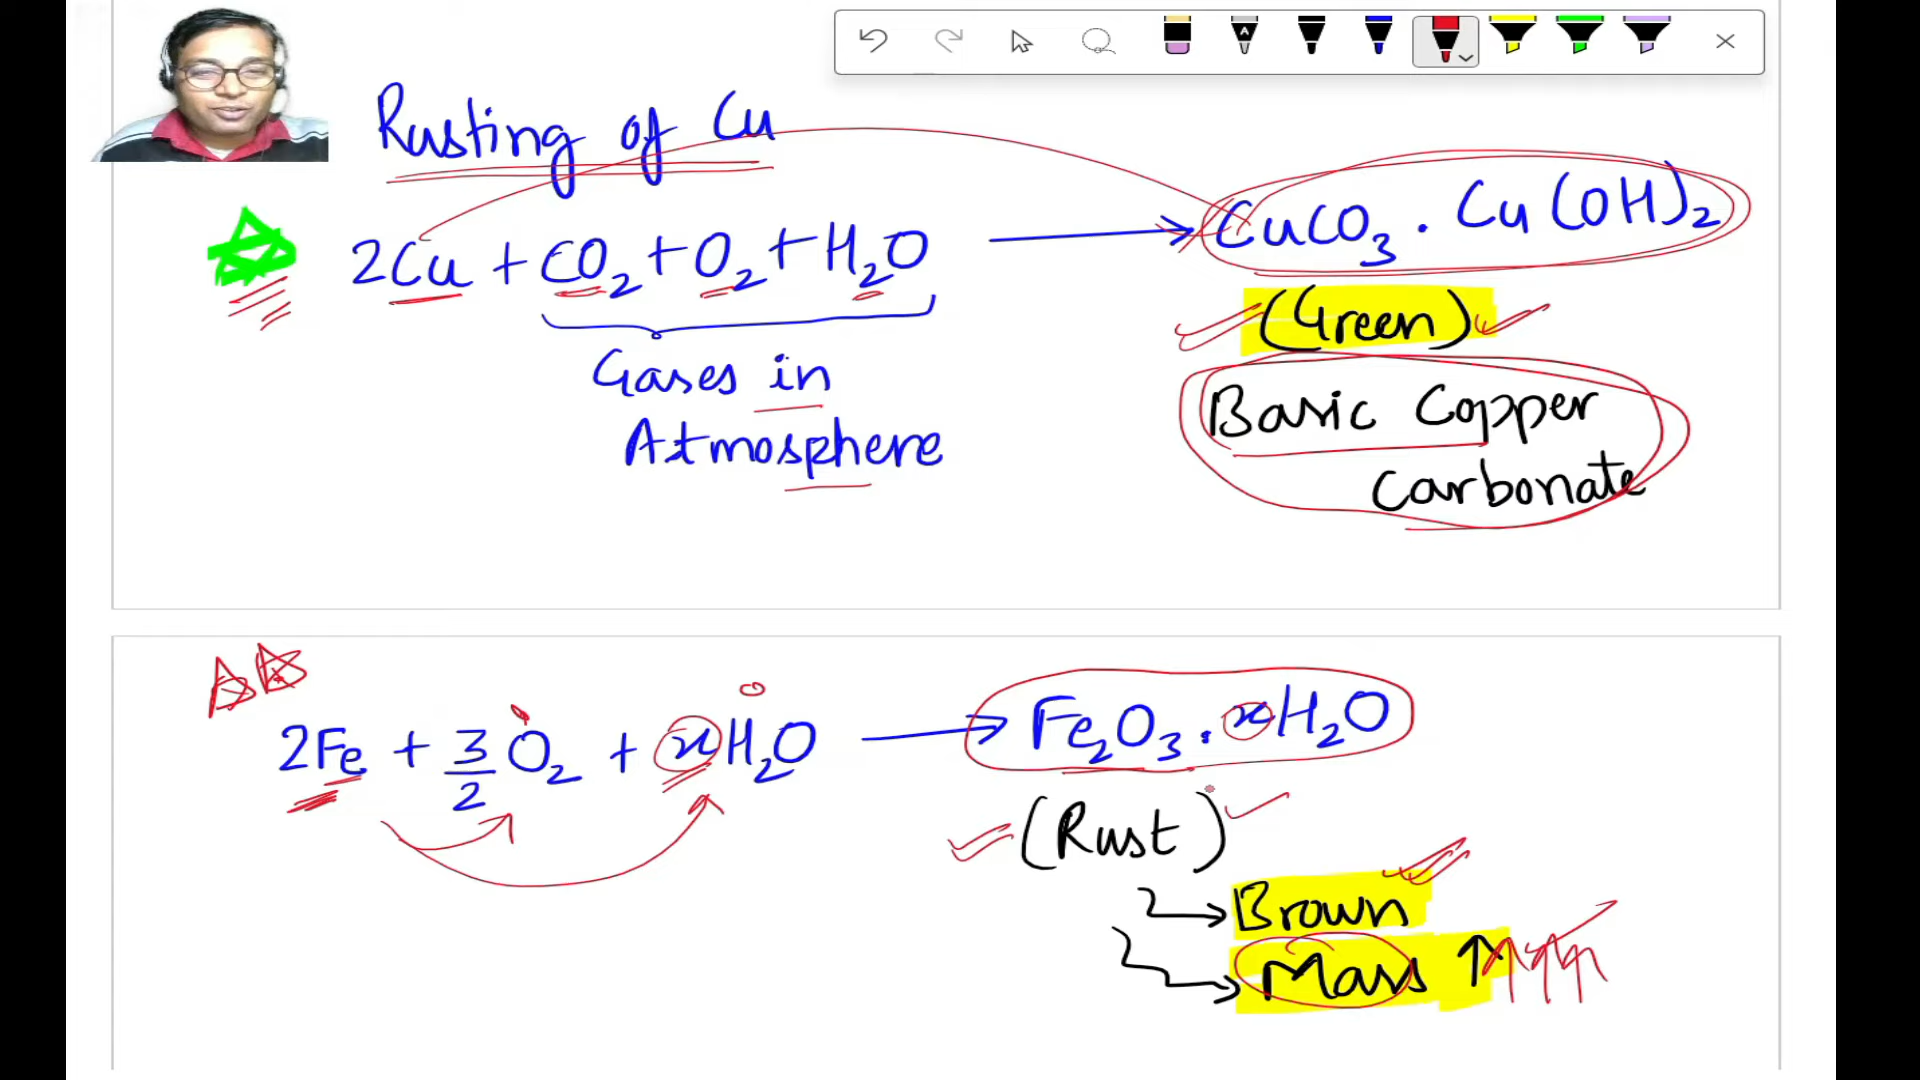 Rusting of Cu
2Cu + CO₂ + O₂ + H₂O → CuCO₃ . Cu(OH)₂
(Green)
Gases in
Atmosphere
Basic Copper
Carbonate
2Fe + 3/2 O₂ + xH₂O → Fe₂O₃ . xH₂O
(Rust)
Brown
Mass ↑